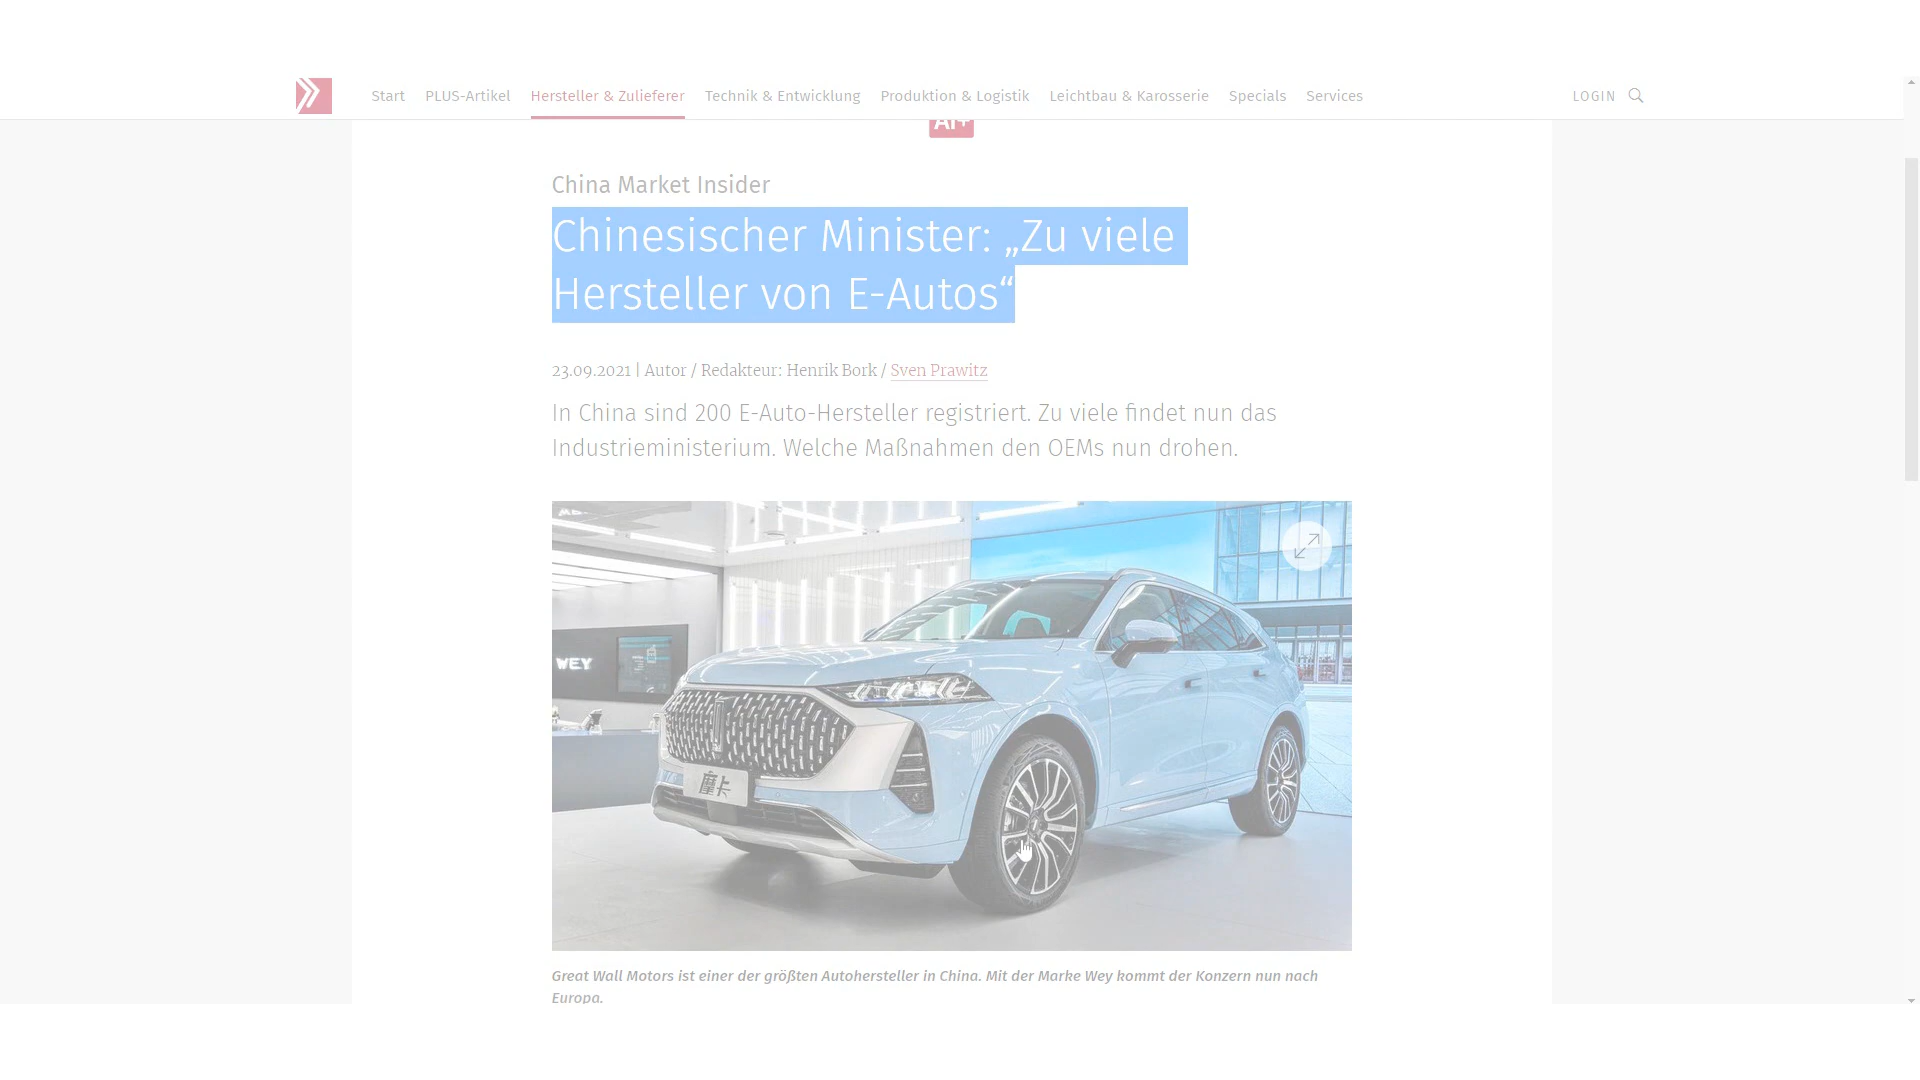 Start PLUS-Artikel Hersteller & Zulieferer Technik & Entwicklung Produktion & Logistik Leichtbau & Karosserie Specials Services LOGIN
China Market Insider
Chinesischer Minister: „Zu viele
Hersteller von E-Autos“
23.09.2021 | Autor / Redakteur: Henrik Bork / Sven Prawitz
In China sind 200 E-Auto-Hersteller registriert. Zu viele findet nun das
Industrieministerium. Welche Maßnahmen den OEMs nun drohen.
WEY
摩卡
Great Wall Motors ist einer der größten Autohersteller in China. Mit der Marke Wey kommt der Konzern nun nach
Europa.